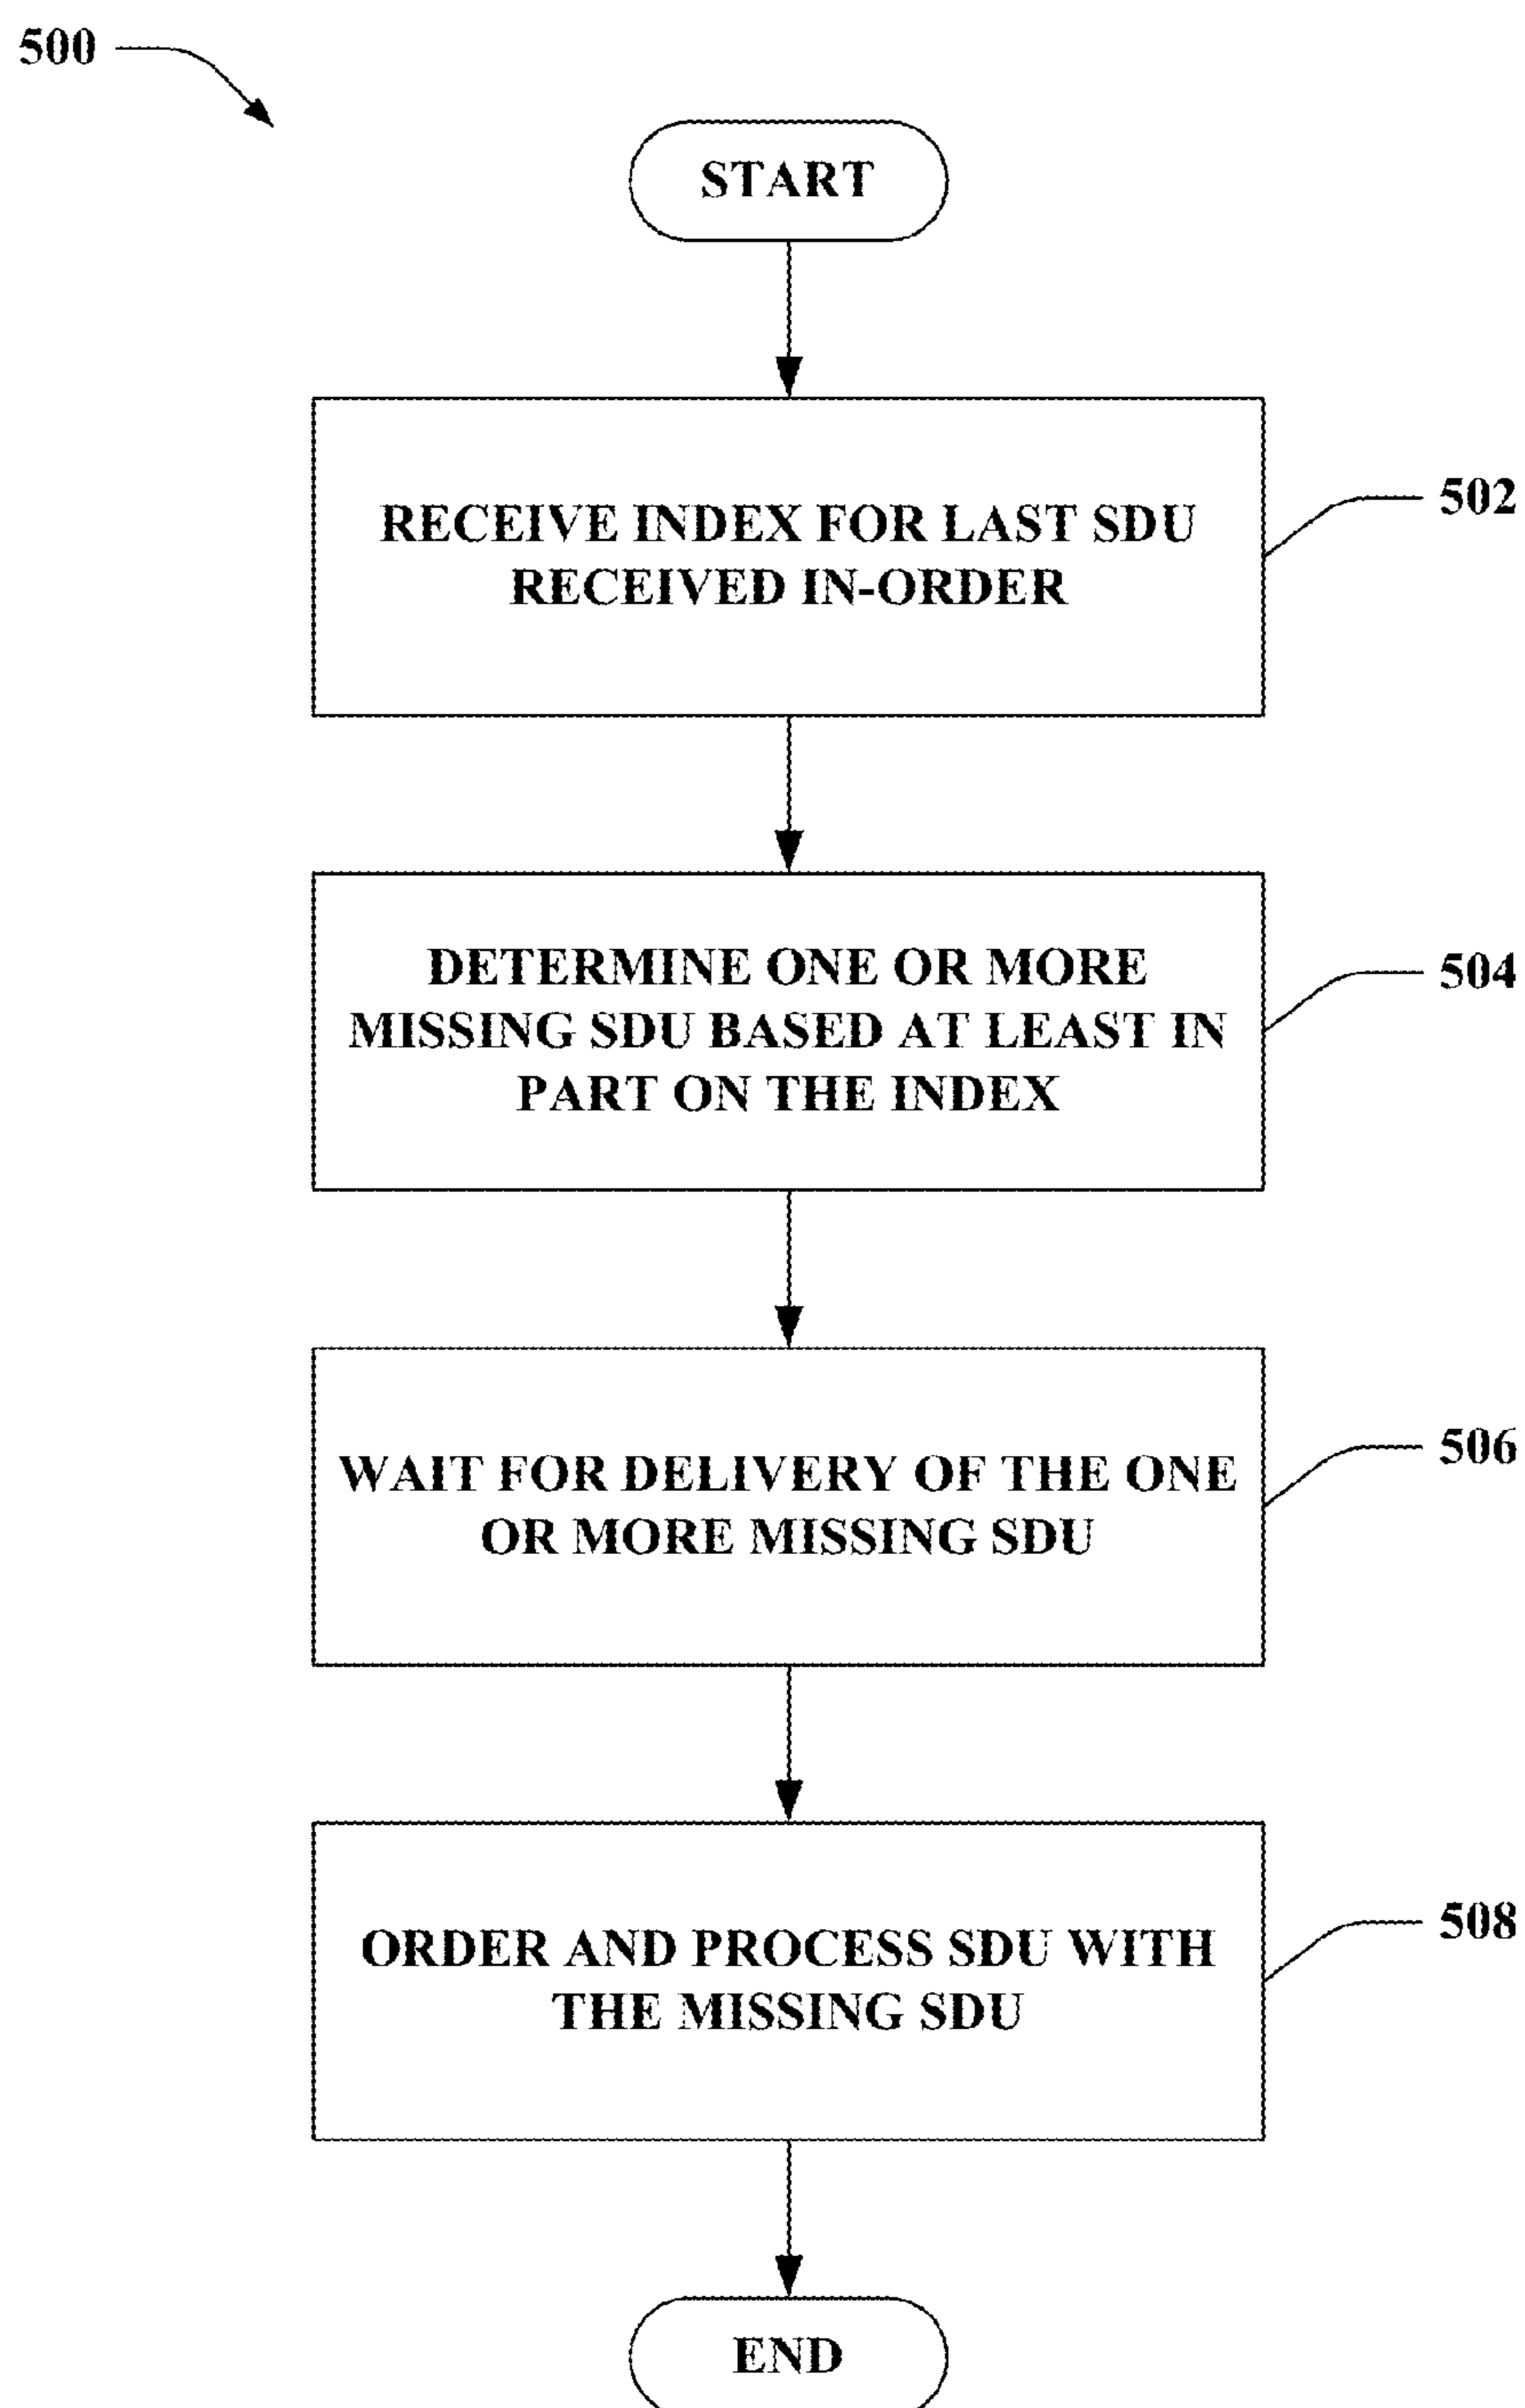 500
START
RECEIVE INDEX FOR LAST SDU
RECEIVED IN-ORDER
502
DETERMINE ONE OR MORE
MISSING SDU BASED AT LEAST IN
PART ON THE INDEX
504
WAIT FOR DELIVERY OF THE ONE
OR MORE MISSING SDU
506
ORDER AND PROCESS SDU WITH
THE MISSING SDU
508
END